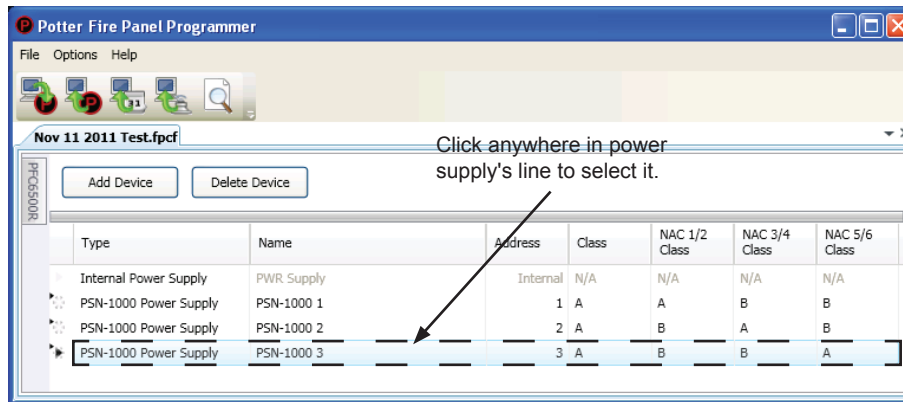 Potter Fire Panel Programmer
File Options Help
Nov 11 2011 Test.fpcf
Click anywhere in power
supply's line to select it.
PFC6500R
Add Device Delete Device
Type Name Address Class NAC 1/2 Class NAC 3/4 Class NAC 5/6 Class
Internal Power Supply PWR Supply Internal N/A N/A N/A N/A
PSN-1000 Power Supply PSN-1000 1 1 A A B B
PSN-1000 Power Supply PSN-1000 2 2 A B A B
PSN-1000 Power Supply PSN-1000 3 3 A B B A